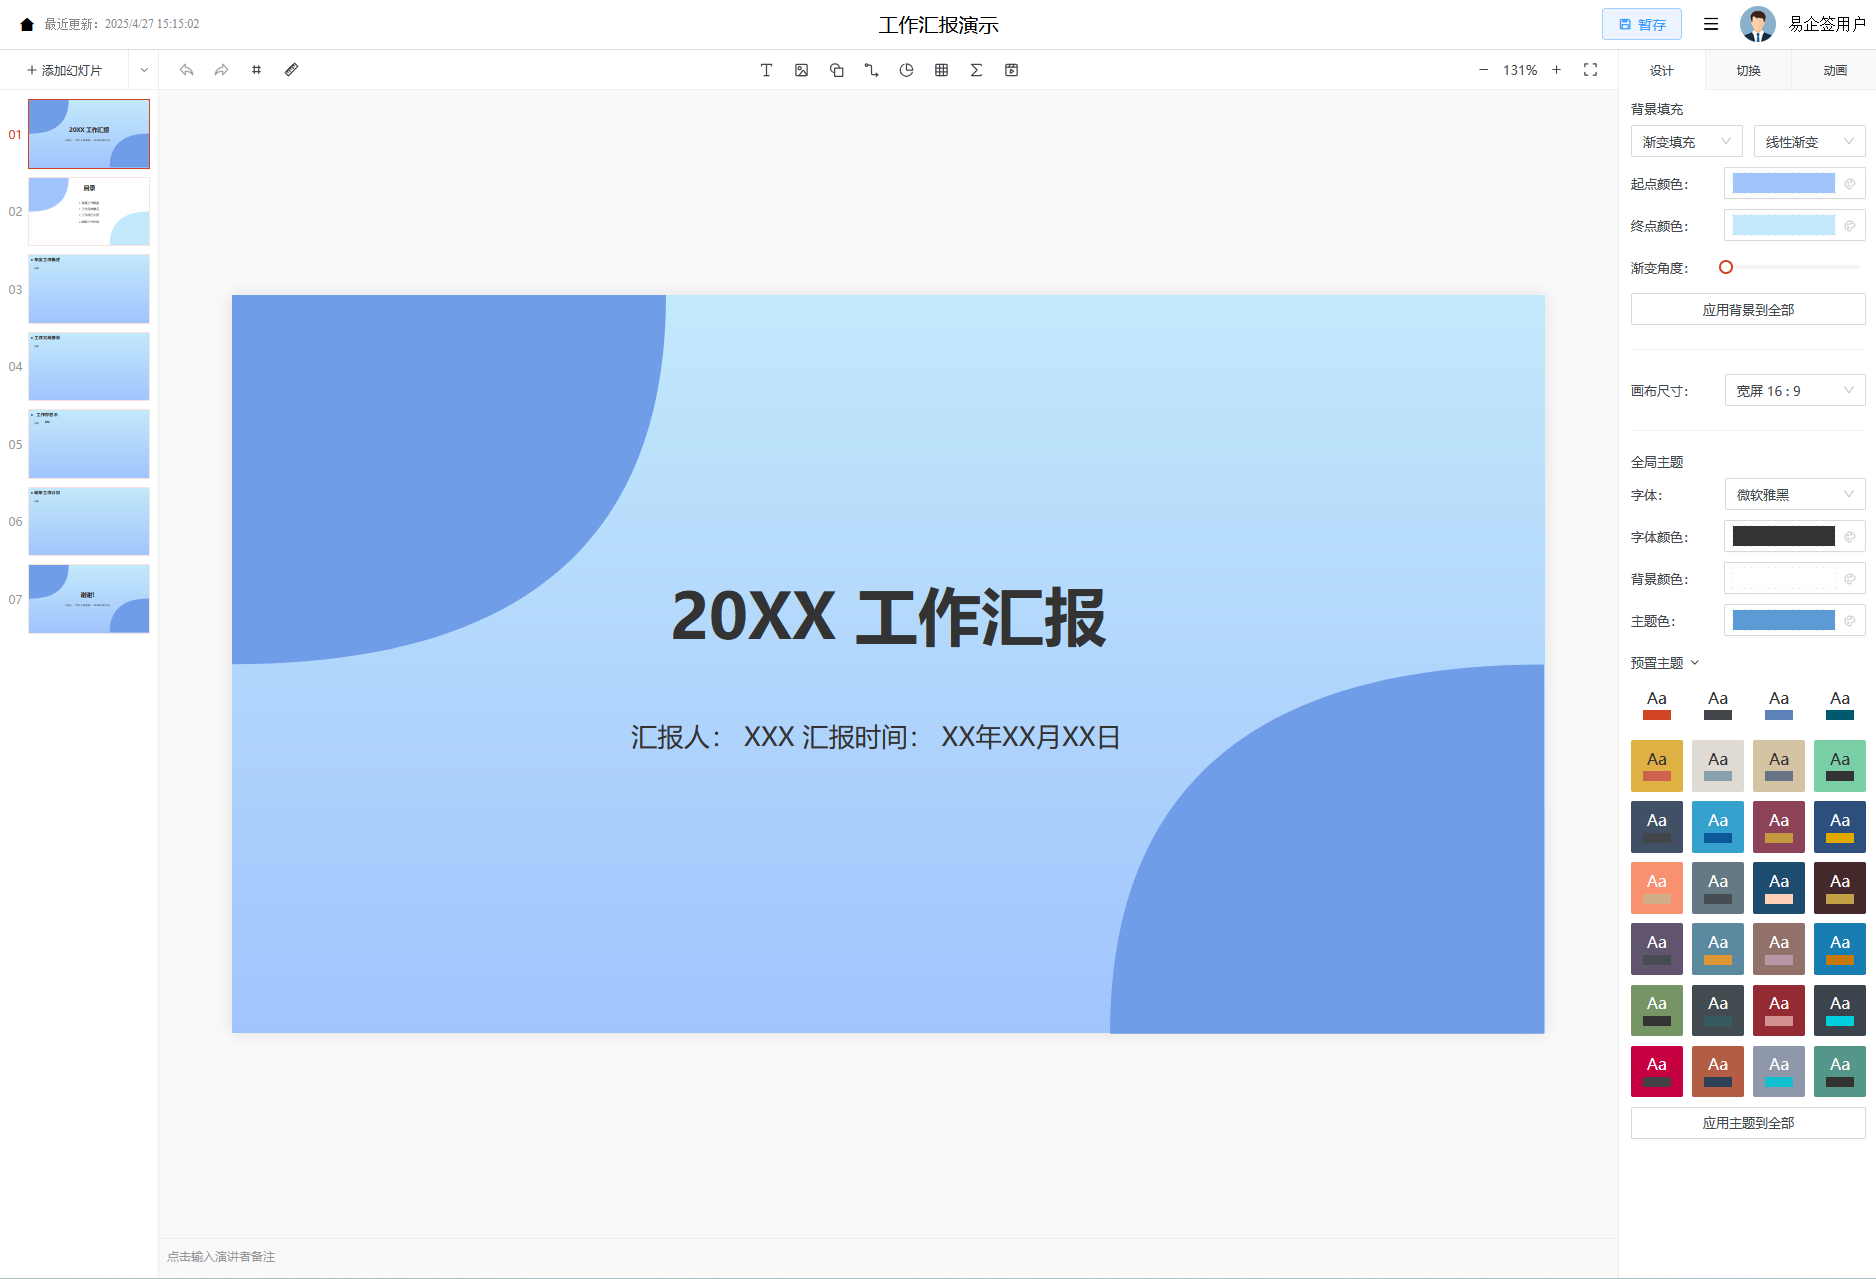 最近更新：2025/4/27 15:15:02
工作汇报演示
暂存
易企签用户
添加幻灯片
131%
设计
切换
动画
01
20XX 工作汇报
02
目录
03
04
05
06
07
谢谢！
20XX 工作汇报
汇报人： XXX 汇报时间： XX年XX月XX日
点击输入演讲者备注
背景填充
渐变填充
线性渐变
起点颜色：
终点颜色：
渐变角度：
应用背景到全部
画布尺寸：
宽屏 16 : 9
全局主题
字体：
微软雅黑
字体颜色：
背景颜色：
主题色：
预置主题
Aa Aa Aa Aa
Aa Aa Aa Aa
Aa Aa Aa Aa
Aa Aa Aa Aa
Aa Aa Aa Aa
Aa Aa Aa Aa
Aa Aa Aa Aa
应用主题到全部